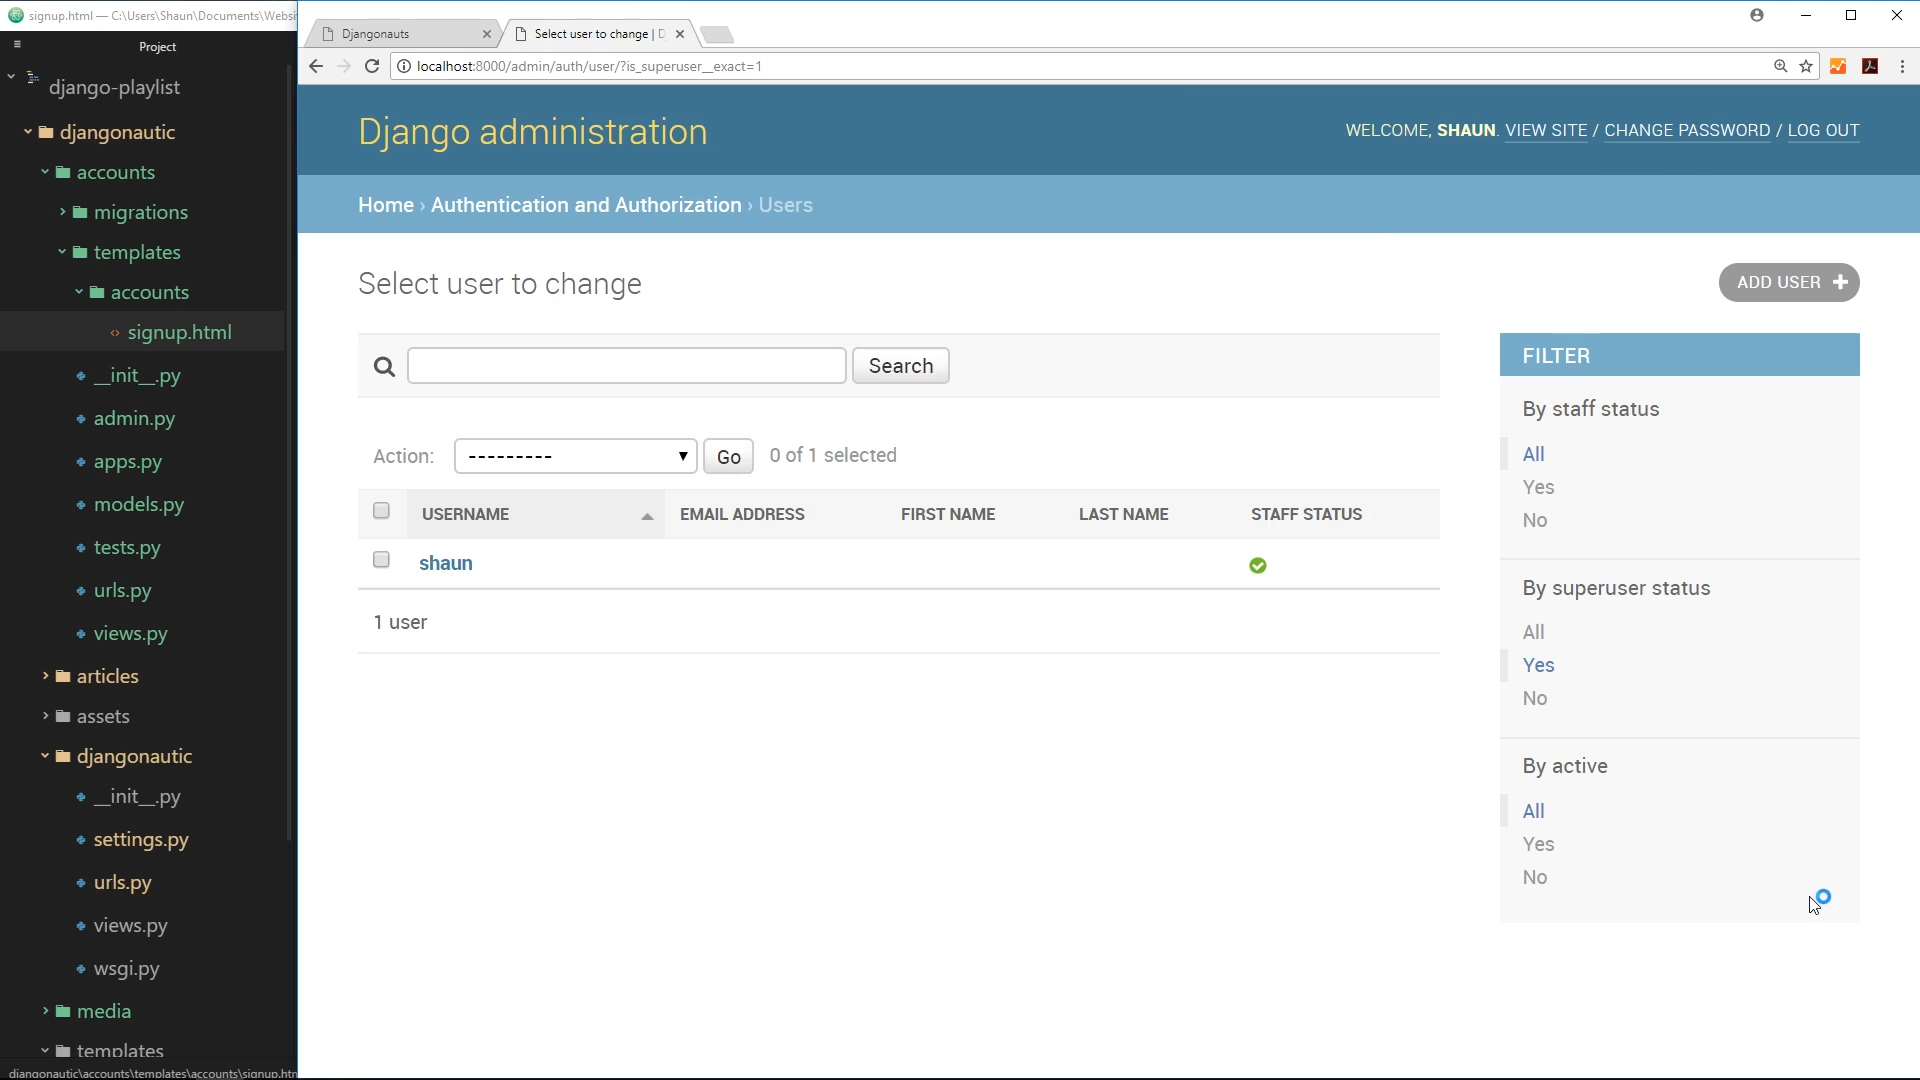 signup.html — C:\Users\Shaun\Documents\Websi
Project
django-playlist
djangonautic
accounts
migrations
templates
accounts
signup.html
__init__.py
admin.py
apps.py
models.py
tests.py
urls.py
views.py
articles
assets
djangonautic
__init__.py
settings.py
urls.py
views.py
wsgi.py
media
templates
djangonautic\accounts\templates\accounts\signup.htm
Djangonauts
Select user to change | D
localhost:8000/admin/auth/user/?is_superuser__exact=1
Django administration
WELCOME, SHAUN. VIEW SITE / CHANGE PASSWORD / LOG OUT
Home › Authentication and Authorization › Users
Select user to change
ADD USER
Search
Action: --------- Go 0 of 1 selected
USERNAME EMAIL ADDRESS FIRST NAME LAST NAME STAFF STATUS
shaun
1 user
FILTER
By staff status
All
Yes
No
By superuser status
All
Yes
No
By active
All
Yes
No